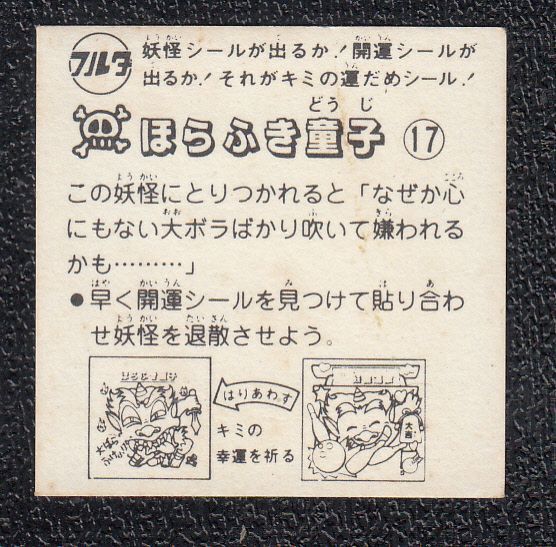 フルタ
妖怪シールが出るか!開運シールが
出るか!それがキミの運だめシール!
ほらふき童子 17
この妖怪にとりつかれると「なぜか心
にもない大ボラばかり吹いて嫌われる
かも………」
●早く開運シールを見つけて貼り合わ
せ妖怪を退散させよう。
はりあわす
キミの
幸運を祈る
大吉